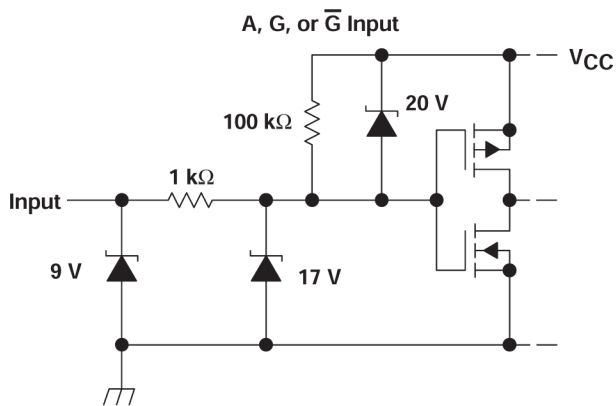 A, G, or G̅ Input
VCC
20 V
100 kΩ
1 kΩ
Input
9 V
17 V